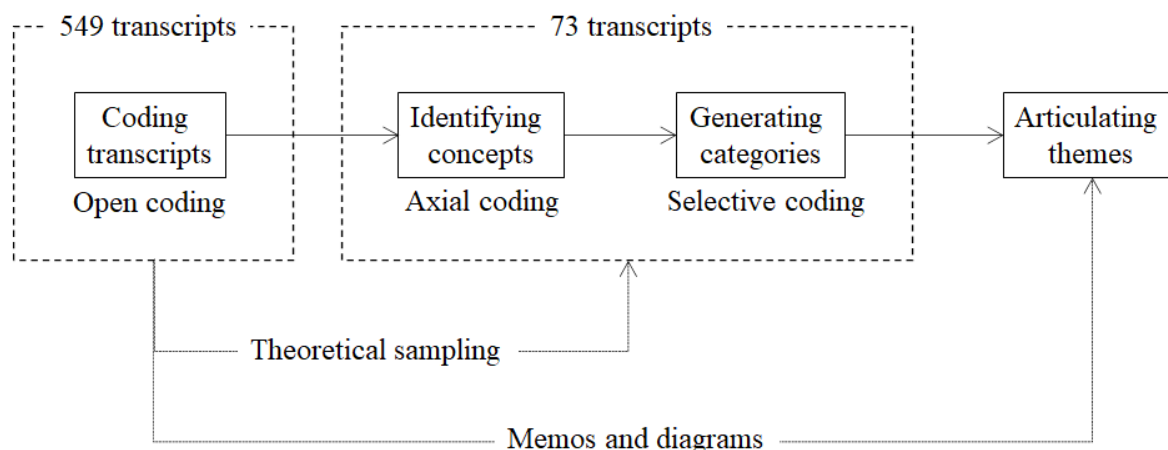 549 transcripts
73 transcripts
Coding
transcripts
Open coding
Identifying
concepts
Axial coding
Generating
categories
Selective coding
Articulating
themes
Theoretical sampling
Memos and diagrams